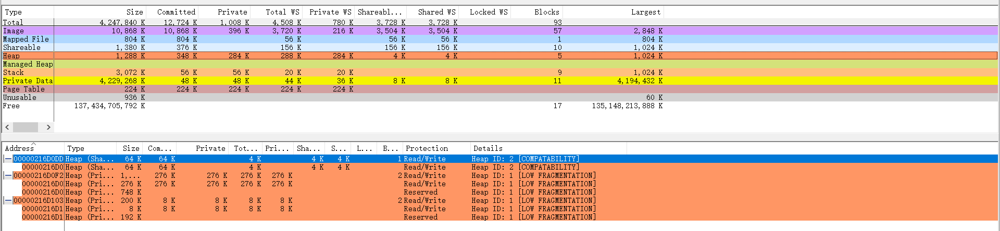 Type Size Committed Private Total WS Private WS Shareabl... Shared WS Locked WS Blocks Largest
Total 4,247,840 K 12,724 K 1,008 K 4,508 K 780 K 3,728 K 3,728 K 93
Image 10,868 K 10,868 K 396 K 3,720 K 216 K 3,504 K 3,504 K 57 2,848 K
Mapped File 804 K 804 K 56 K 56 K 56 K 1 804 K
Shareable 1,380 K 376 K 156 K 156 K 156 K 10 1,024 K
Heap 1,288 K 348 K 284 K 288 K 284 K 4 K 4 K 5 1,024 K
Managed Heap
Stack 3,072 K 56 K 56 K 20 K 20 K 9 1,024 K
Private Data 4,229,268 K 48 K 48 K 44 K 36 K 8 K 8 K 11 4,194,432 K
Page Table 224 K 224 K 224 K 224 K 224 K
Unusable 936 K 60 K
Free 137,434,705,792 K 17 135,148,213,888 K
Address Type Size Com... Private Tot... Pri... Sha... S... L... B... Protection Details
00000216D0DD Heap (Sha... 64 K 64 K 4 K 4 K 4 K 1 Read/Write Heap ID: 2 [COMPATABILITY]
00000216D0 Heap (Sha... 64 K 64 K 4 K 4 K 4 K Read/Write Heap ID: 2 [COMPATABILITY]
00000216D0F2 Heap (Pri... 1,... 276 K 276 K 276 K 276 K 2 Read/Write Heap ID: 1 [LOW FRAGMENTATION]
00000216D0 Heap (Pri... 276 K 276 K 276 K 276 K 276 K Read/Write Heap ID: 1 [LOW FRAGMENTATION]
00000216D0 Heap (Pri... 748 K Reserved Heap ID: 1 [LOW FRAGMENTATION]
00000216D103 Heap (Pri... 200 K 8 K 8 K 8 K 8 K 2 Read/Write Heap ID: 1 [LOW FRAGMENTATION]
00000216D1 Heap (Pri... 8 K 8 K 8 K 8 K 8 K Read/Write Heap ID: 1 [LOW FRAGMENTATION]
00000216D1 Heap (Pri... 192 K Reserved Heap ID: 1 [LOW FRAGMENTATION]